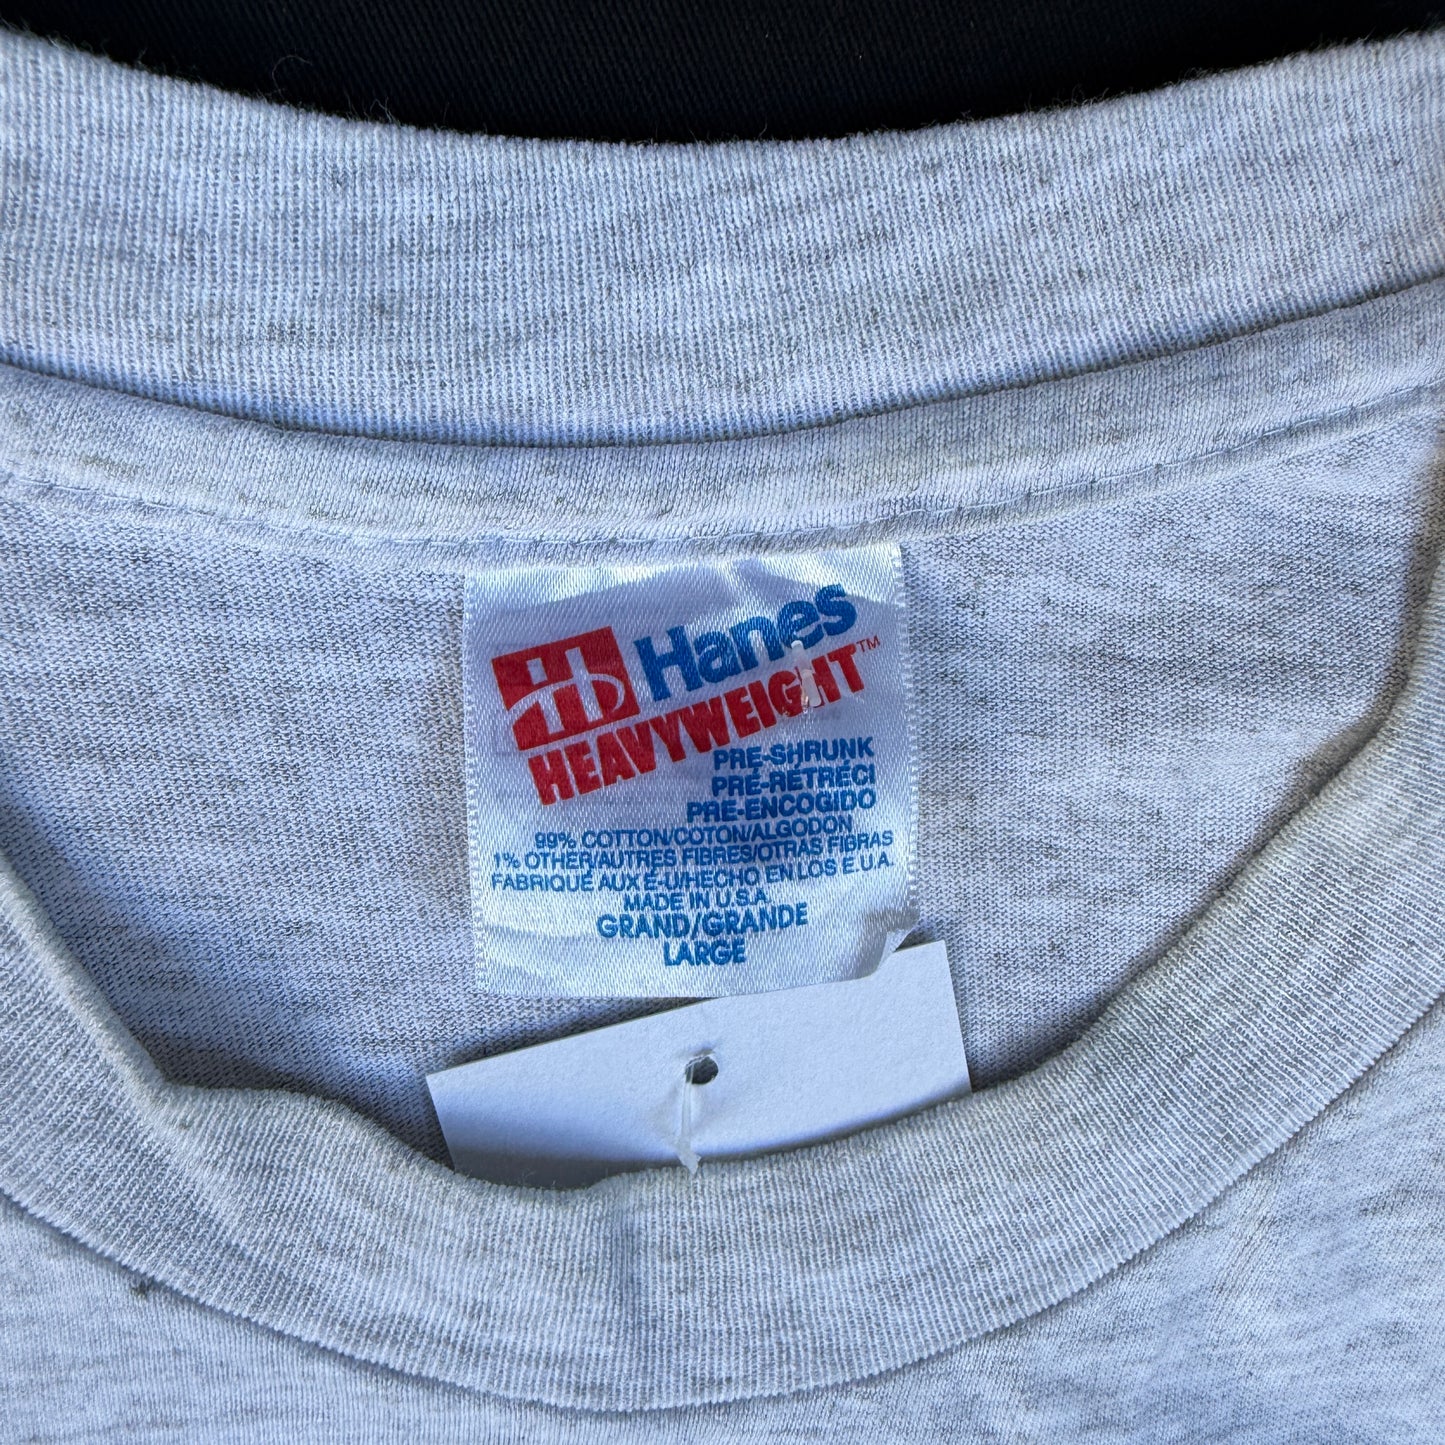 Hanes
HEAVYWEIGHT™
PRE-SHRUNK
PRÉ-RÉTRÉCI
PRE-ENCOGIDO
99% COTTON/COTON/ALGODON
1% OTHER/AUTRES FIBRES/OTRAS FIBRAS
FABRIQUÉ AUX É-U/HECHO EN LOS E.U.A.
MADE IN U.S.A.
GRAND/GRANDE
LARGE